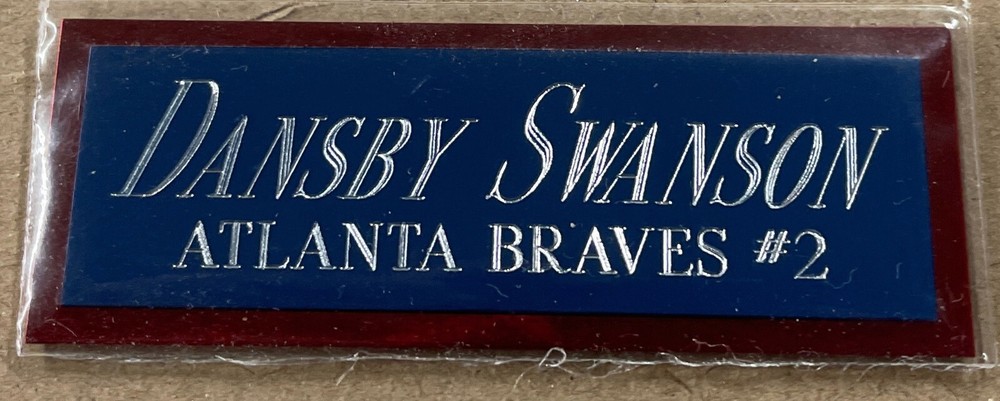 DANSBY SWANSON
ATLANTA BRAVES #2